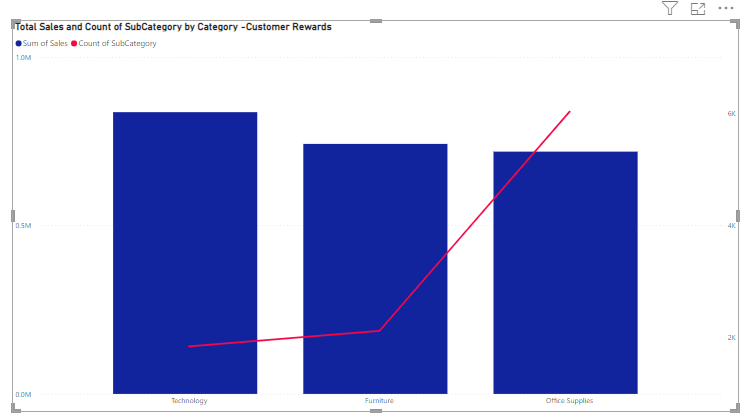 Total Sales and Count of SubCategory by Category -Customer Rewards
Sum of Sales Count of SubCategory
1.0M
6K
0.5M
4K
2K
0.0M
Technology Furniture Office Supplies